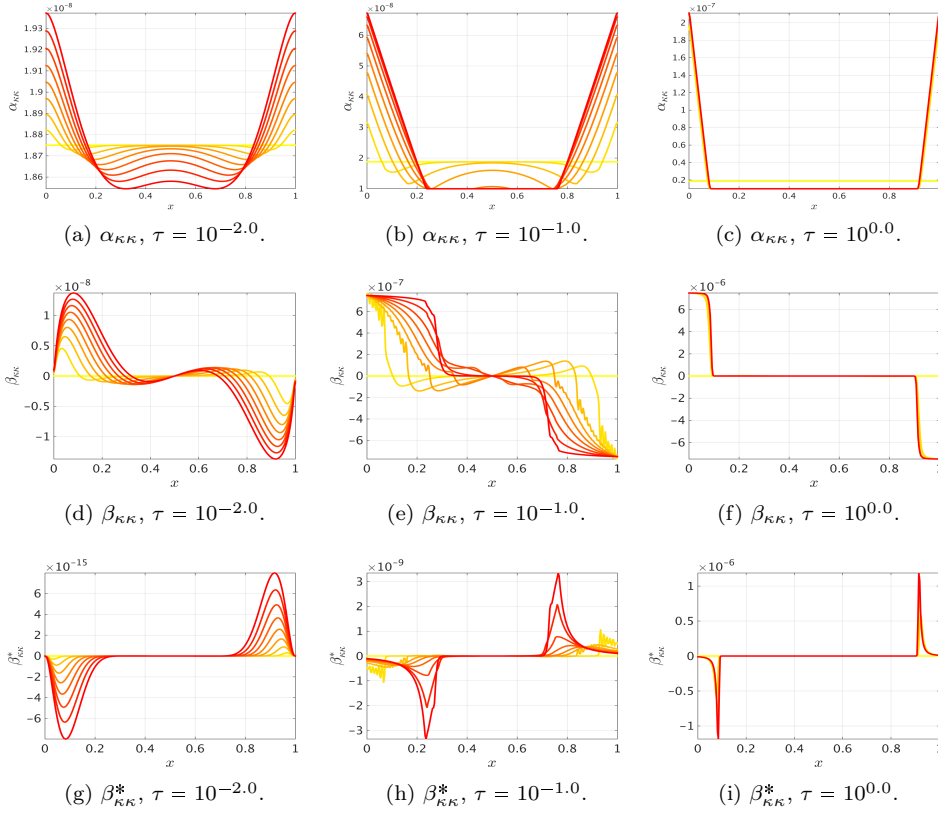 ×10⁻⁸ ×10⁻⁸ ×10⁻⁷
1.93 1.92 1.91 1.9 1.89 1.88 1.87 1.86
α_κκ
0 0.2 0.4 0.6 0.8 1
x
6 5 4 3 2 1
α_κκ
0 0.2 0.4 0.6 0.8 1
x
2 1.8 1.6 1.4 1.2 1 0.8 0.6 0.4 0.2
α_κκ
0 0.2 0.4 0.6 0.8 1
x
(a) α_κκ, τ = 10^−2.0. (b) α_κκ, τ = 10^−1.0. (c) α_κκ, τ = 10^0.0.
×10⁻⁸ ×10⁻⁷ ×10⁻⁶
1 0.5 0 −0.5 −1
β_κκ
0 0.2 0.4 0.6 0.8 1
x
6 4 2 0 −2 −4 −6
β_κκ
0 0.2 0.4 0.6 0.8 1
x
6 4 2 0 −2 −4 −6
β_κκ
0 0.2 0.4 0.6 0.8 1
x
(d) β_κκ, τ = 10^−2.0. (e) β_κκ, τ = 10^−1.0. (f) β_κκ, τ = 10^0.0.
×10⁻¹⁵ ×10⁻⁹ ×10⁻⁶
6 4 2 0 −2 −4 −6
β*_κκ
0 0.2 0.4 0.6 0.8 1
x
3 2 1 0 −1 −2 −3
β*_κκ
0 0.2 0.4 0.6 0.8 1
x
1 0.5 0 −0.5 −1
β*_κκ
0 0.2 0.4 0.6 0.8 1
x
(g) β*_κκ, τ = 10^−2.0. (h) β*_κκ, τ = 10^−1.0. (i) β*_κκ, τ = 10^0.0.